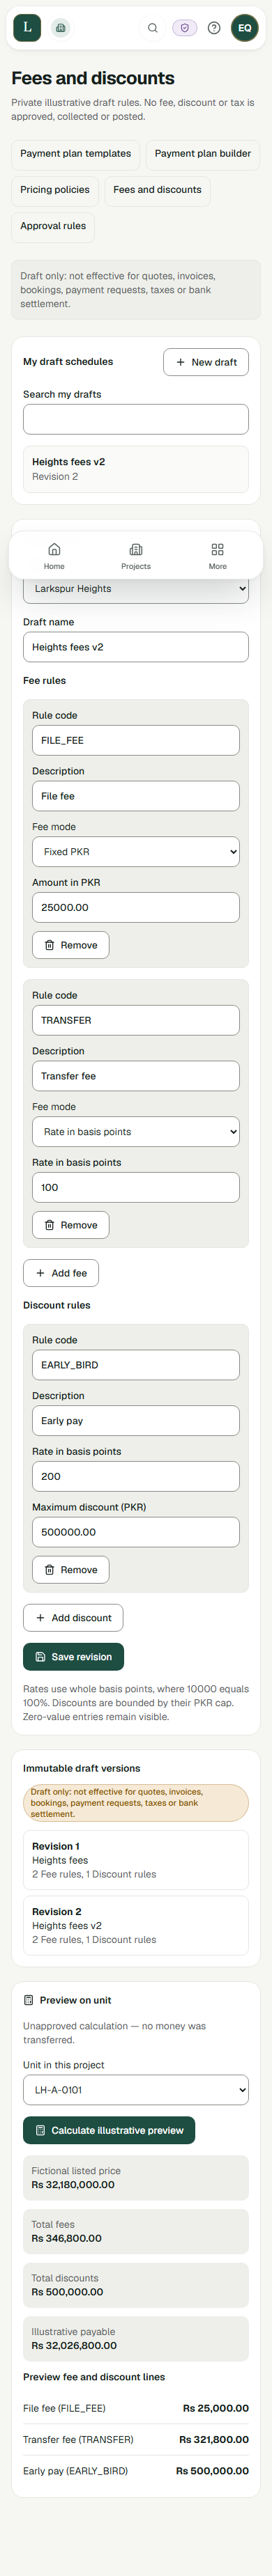 L
EQ
Fees and discounts
Private illustrative draft rules. No fee, discount or tax is
approved, collected or posted.
Payment plan templates
Payment plan builder
Pricing policies
Fees and discounts
Approval rules
Draft only: not effective for quotes, invoices,
bookings, payment requests, taxes or bank
settlement.
My draft schedules
New draft
Search my drafts
Heights fees v2
Revision 2
Home
Projects
More
Larkspur Heights
Draft name
Heights fees v2
Fee rules
Rule code
FILE_FEE
Description
File fee
Fee mode
Fixed PKR
Amount in PKR
25000.00
Remove
Rule code
TRANSFER
Description
Transfer fee
Fee mode
Rate in basis points
Rate in basis points
100
Remove
Add fee
Discount rules
Rule code
EARLY_BIRD
Description
Early pay
Rate in basis points
200
Maximum discount (PKR)
500000.00
Remove
Add discount
Save revision
Rates use whole basis points, where 10000 equals
100%. Discounts are bounded by their PKR cap.
Zero-value entries remain visible.
Immutable draft versions
Draft only: not effective for quotes, invoices,
bookings, payment requests, taxes or bank
settlement.
Revision 1
Heights fees
2 Fee rules, 1 Discount rules
Revision 2
Heights fees v2
2 Fee rules, 1 Discount rules
Preview on unit
Unapproved calculation — no money was
transferred.
Unit in this project
LH-A-0101
Calculate illustrative preview
Fictional listed price
Rs 32,180,000.00
Total fees
Rs 346,800.00
Total discounts
Rs 500,000.00
Illustrative payable
Rs 32,026,800.00
Preview fee and discount lines
File fee (FILE_FEE) Rs 25,000.00
Transfer fee (TRANSFER) Rs 321,800.00
Early pay (EARLY_BIRD) Rs 500,000.00